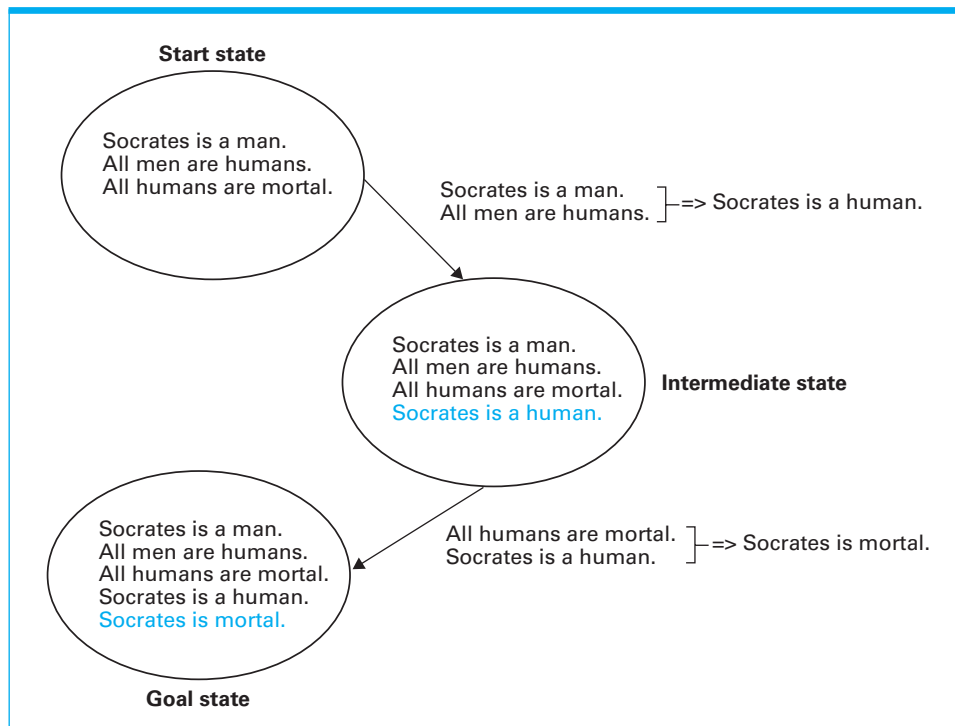 Start state
Socrates is a man.
All men are humans.
All humans are mortal.
Socrates is a man.
All men are humans.
=> Socrates is a human.
Socrates is a man.
All men are humans.
All humans are mortal.
Socrates is a human.
Intermediate state
Socrates is a man.
All men are humans.
All humans are mortal.
Socrates is a human.
Socrates is mortal.
All humans are mortal.
Socrates is a human.
=> Socrates is mortal.
Goal state